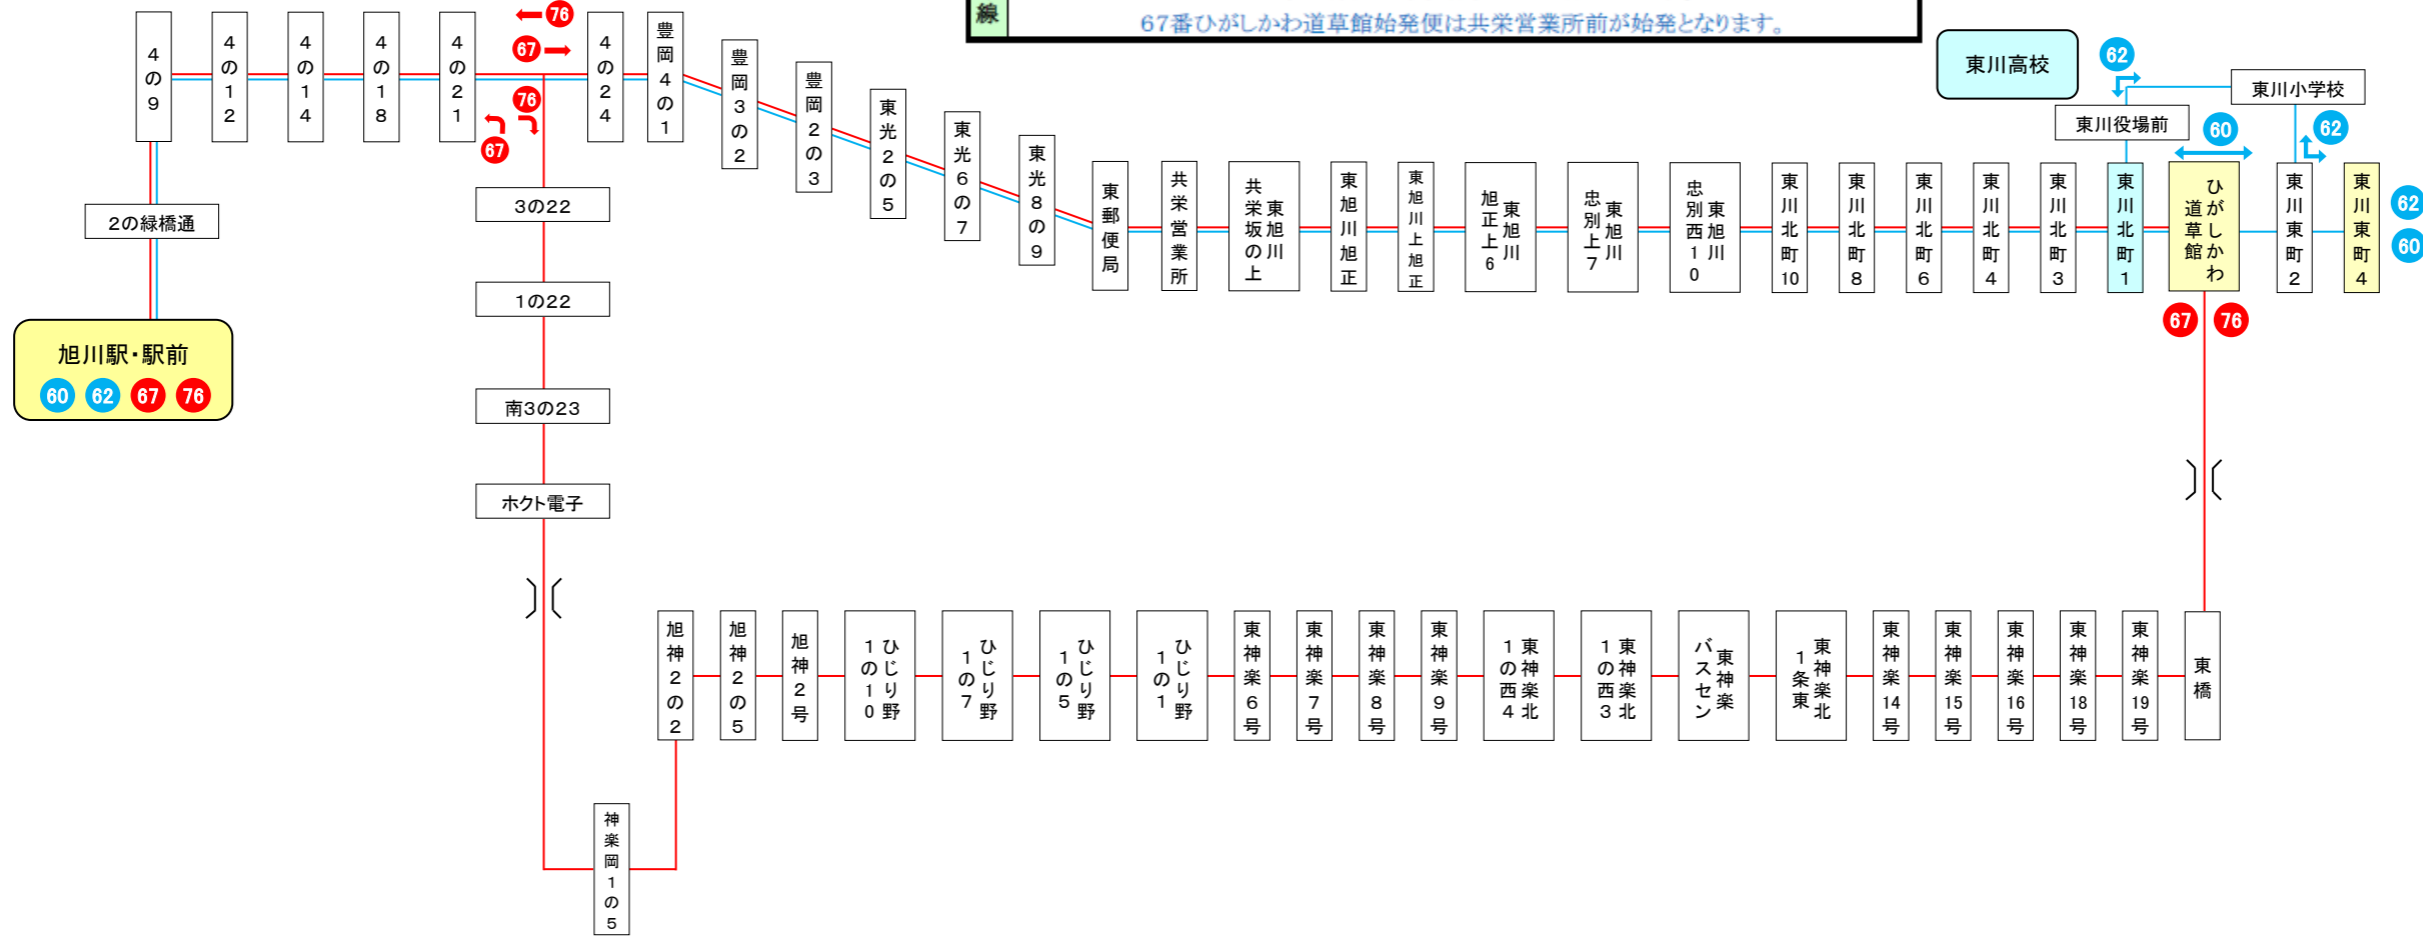 線
67番ひがしかわ道草館始発便は共栄営業所前が始発となります。
4の9
4の12
4の14
4の18
4の21
←76
67→
76
67
4の24
豊岡4の1
豊岡3の2
豊岡2の3
東光2の5
東光6の7
東光8の9
東郵便局
共栄営業所
東旭川
共栄坂の上
東旭川旭正
東旭川上旭正
東旭川
旭正上6
東旭川
忠別上7
東旭川
忠別西10
東川北町10
東川北町8
東川北町6
東川北町4
東川北町3
東川北町1
ひがしかわ
道草館
東川東町2
東川東町4
62
60
東川高校
62
東川役場前
東川小学校
60
62
67 76
2の緑橋通
旭川駅・駅前
60 62 67 76
3の22
1の22
南3の23
ホクト電子
神楽岡1の5
旭神2の2
旭神2の5
旭神2号
ひじり野
1の10
ひじり野
1の7
ひじり野
1の5
ひじり野
1の1
東神楽6号
東神楽7号
東神楽8号
東神楽9号
東神楽北
1の西4
東神楽北
1の西3
東神楽
バスセン
東神楽北
1条東
東神楽14号
東神楽15号
東神楽16号
東神楽18号
東神楽19号
東橋